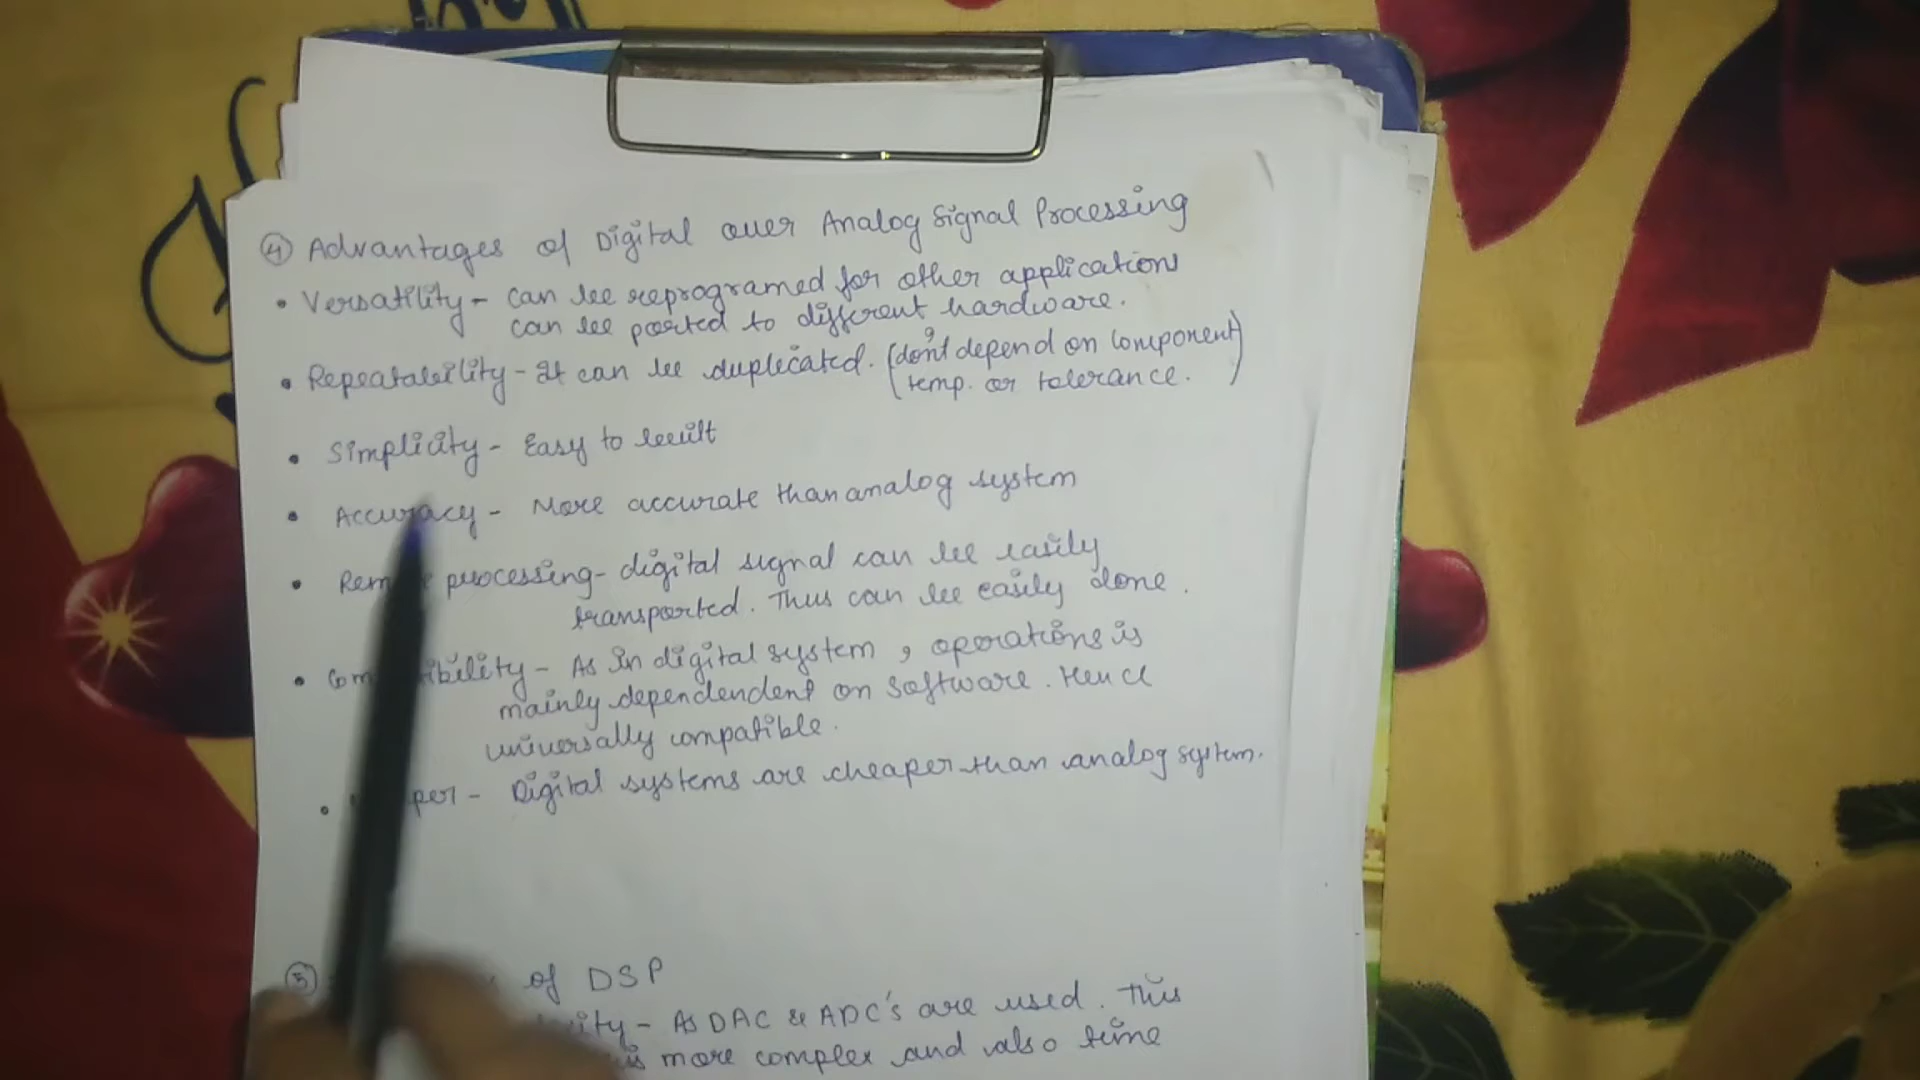 ④ Advantages of Digital over Analog Signal Processing
• Versatility - can be reprogramed for other applications
can be ported to different hardware.
• Repeatability - It can be duplicated. (don't depend on component
temp. or tolerance.)
• Simplicity - Easy to built
• Accuracy - More accurate than analog system
• processing - digital signal can be easily
transported. Thus can be easily done.
• - As in digital system, operations is
mainly dependendent on software. Hence
universally compatible.
• - Digital systems are cheaper than analog system.
⑤ of DSP
- As DAC & ADC's are used. This
is more complex and also time